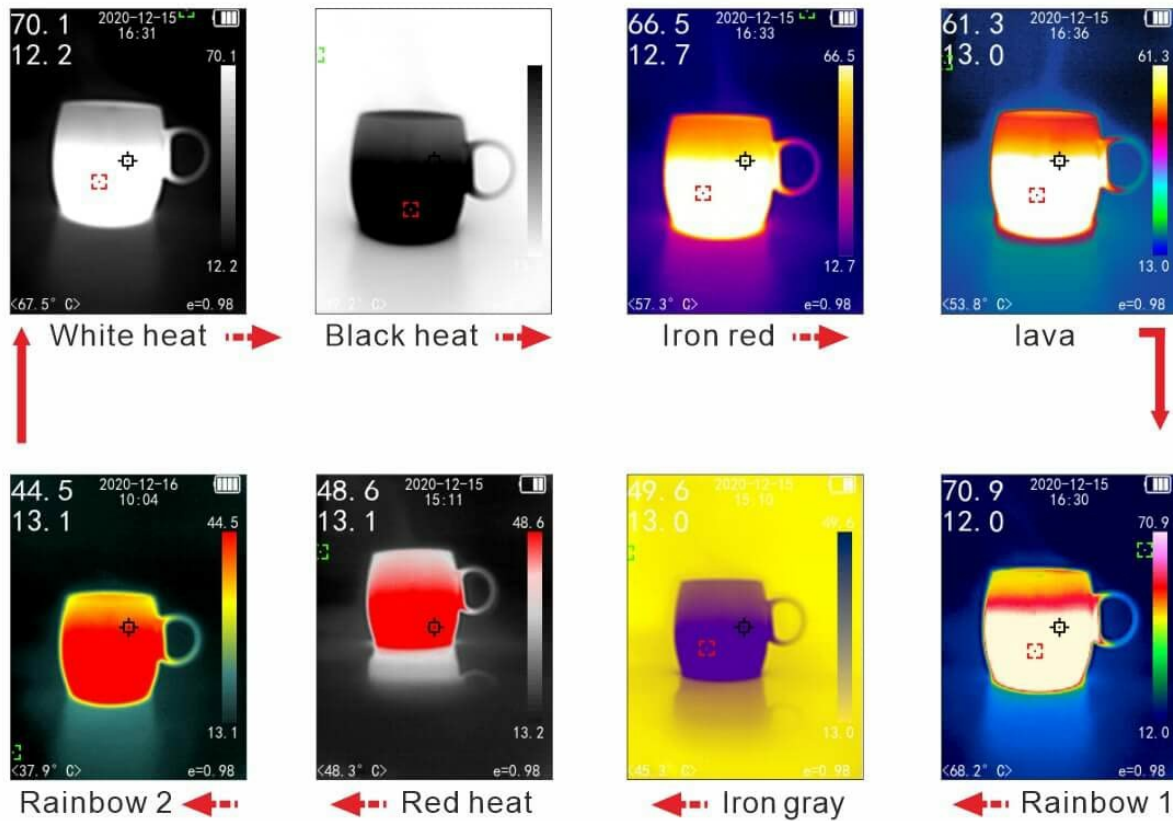 70.1
2020-12-15
16:31
12.2
70.1
12.2
<67.5° C>
e=0.98
White heat
Black heat
66.5
2020-12-15
16:33
12.7
66.5
12.7
<57.3° C>
e=0.98
Iron red
61.3
2020-12-15
16:36
13.0
61.3
13.0
<53.8° C>
e=0.98
lava
44.5
2020-12-16
10:04
13.1
44.5
13.1
<37.9° C>
e=0.98
Rainbow 2
48.6
2020-12-15
15:11
13.1
48.6
13.2
<48.3° C>
e=0.98
Red heat
49.6
2020-12-15
15:10
13.0
49.6
13.0
e=0.98
Iron gray
70.9
2020-12-15
16:30
12.0
70.9
12.0
<68.2° C>
e=0.98
Rainbow 1